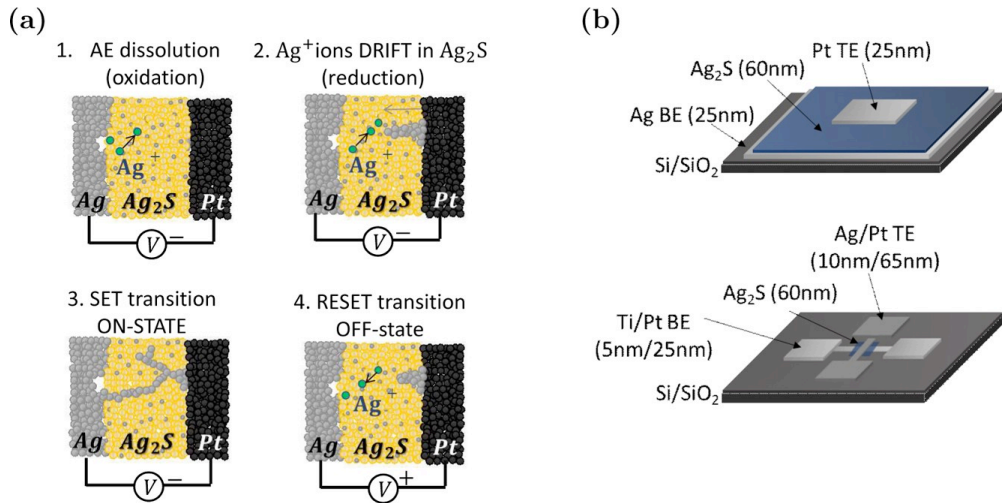 (a)
1. AE dissolution
(oxidation)
Ag+
Ag Ag₂S Pt
V −
2. Ag+ions DRIFT in Ag₂S
(reduction)
Ag+
Ag Ag₂S Pt
V −
3. SET transition
ON-STATE
Ag Ag₂S Pt
V −
4. RESET transition
OFF-state
Ag+
Ag Ag₂S Pt
V +
(b)
Pt TE (25nm)
Ag₂S (60nm)
Ag BE (25nm)
Si/SiO₂
Ag/Pt TE
(10nm/65nm)
Ag₂S (60nm)
Ti/Pt BE
(5nm/25nm)
Si/SiO₂